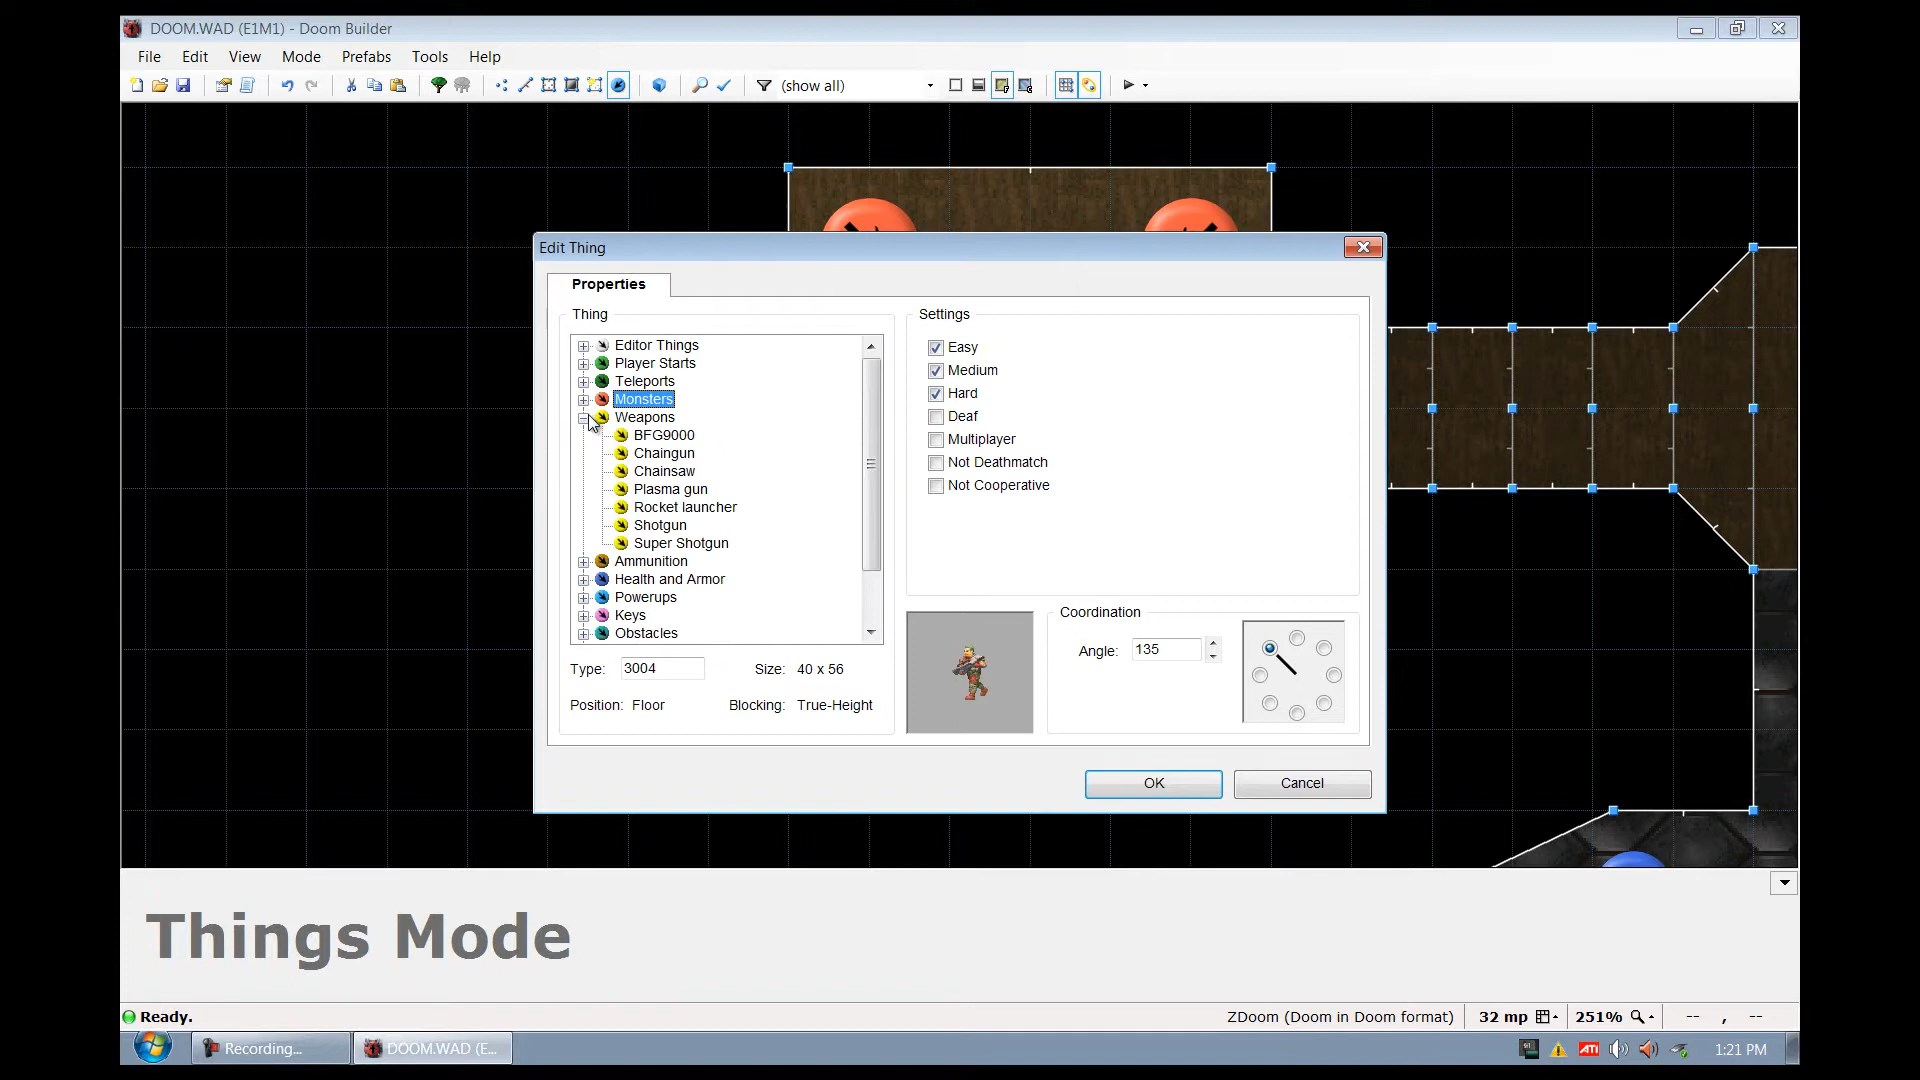 DOOM.WAD (E1M1) - Doom Builder
File Edit View Mode Prefabs Tools Help
(show all)
Edit Thing
Properties
Thing
Settings
Editor Things
Player Starts
Teleports
Monsters
Weapons
BFG9000
Chaingun
Chainsaw
Plasma gun
Rocket launcher
Shotgun
Super Shotgun
Ammunition
Health and Armor
Powerups
Keys
Obstacles
Easy
Medium
Hard
Deaf
Multiplayer
Not Deathmatch
Not Cooperative
Type: 3004 Size: 40 x 56
Position: Floor Blocking: True-Height
Coordination
Angle: 135
OK Cancel
Things Mode
Ready. ZDoom (Doom in Doom format) 32 mp 251% -- , --
Recording... DOOM.WAD (E... ATI 1:21 PM